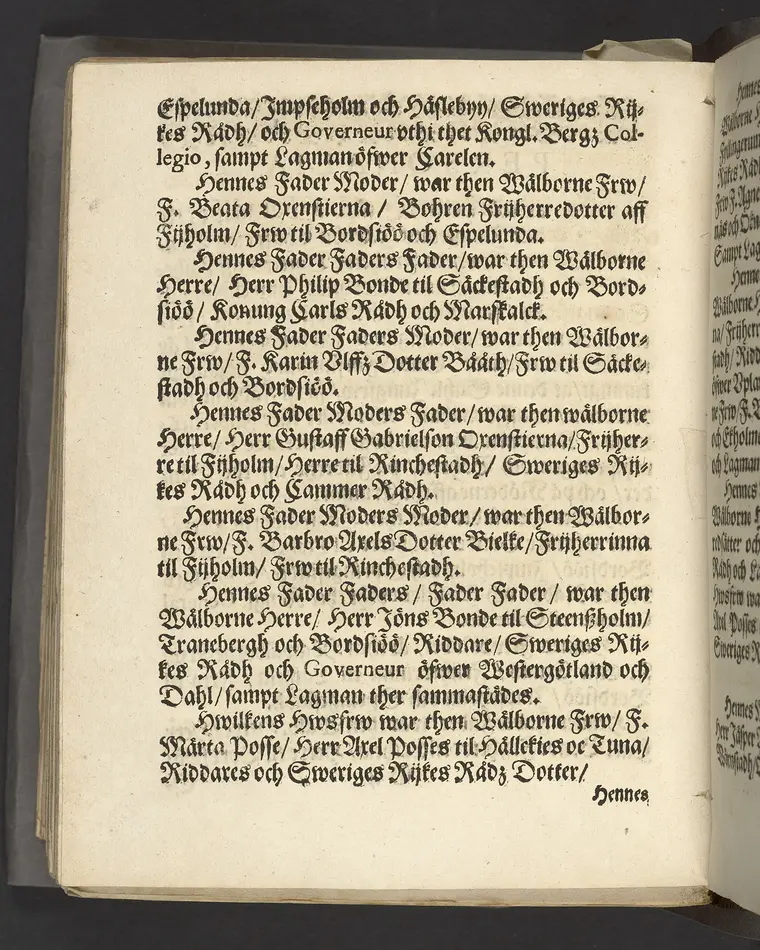 Espelunda/Impseholm och Häslebyy/ Sweriges Rij-
kes Rådh/ och Governeur vthi thet Kongl. Bergz Col-
legio, sampt Lagman öfwer Carelen.
Hennes Fader Moder/ war then Wälborne Frw/
F. Beata Oxenstierna / Bohren Frijherredotter aff
Fijholm/ Frw til Bordsiöö och Espelunda.
Hennes Fader Faders Fader/war then Wälborne
Herre/ Herr Philip Bonde til Säckestadh och Bord-
siöö / Konung Carls Rådh och Marskalck.
Hennes Fader Faders Moder/ war then Wälbor-
ne Frw/ F. Karin Vlffz Dotter Bååth/Frw til Säcke-
stadh och Bordsiöö.
Hennes Fader Moders Fader/ war then wälborne
Herre/ Herr Gustaff Gabrielson Oxenstierna/Frijher-
re til Fijholm/Herre til Rinchestadh/ Sweriges Rij-
kes Rådh och Cammer Rådh.
Hennes Fader Moders Moder/ war then Wälbor-
ne Frw/F. Barbro Axels Dotter Bielke/Frijherrinna
til Fijholm/ Frw til Rinchestadh.
Hennes Fader Faders / Fader Fader / war then
Wälborne Herre/ Herr Jöns Bonde til Steenßholm/
Tranebergh och Bordsiöö/ Riddare/ Sweriges Rij-
kes Rådh och Governeur öfwer Westergötland och
Dahl/ sampt Lagman ther sammastädes.
Hwilkens Hwsfrw war then Wälborne Frw/ F.
Märta Posse/ Herr Axel Posses til Hällekies oc Tuna/
Riddares och Sweriges Rijkes Rådz Dotter/
Hennes